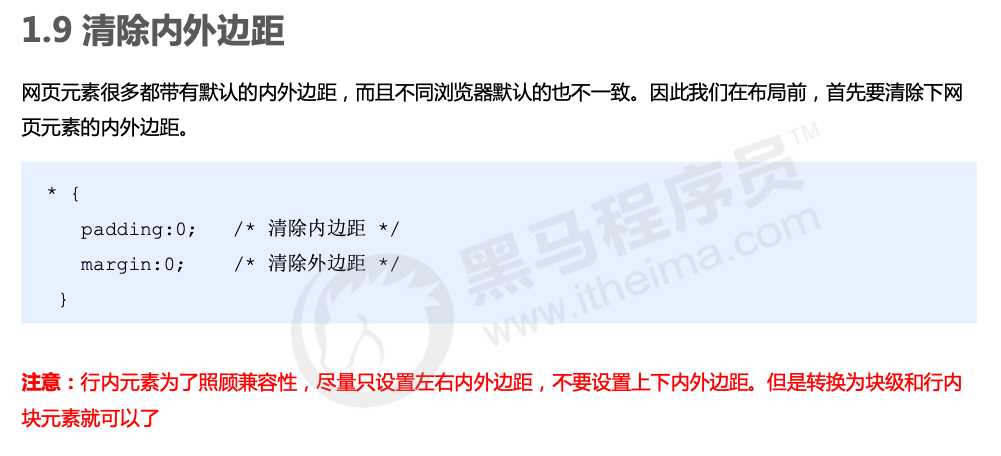 1.9 清除内外边距
网页元素很多都带有默认的内外边距，而且不同浏览器默认的也不一致。因此我们在布局前，首先要清除下网
页元素的内外边距。
* {
padding:0; /* 清除内边距 */
margin:0; /* 清除外边距 */
}
黑马程序员™
www.itheima.com
注意：行内元素为了照顾兼容性，尽量只设置左右内外边距，不要设置上下内外边距。但是转换为块级和行内
块元素就可以了